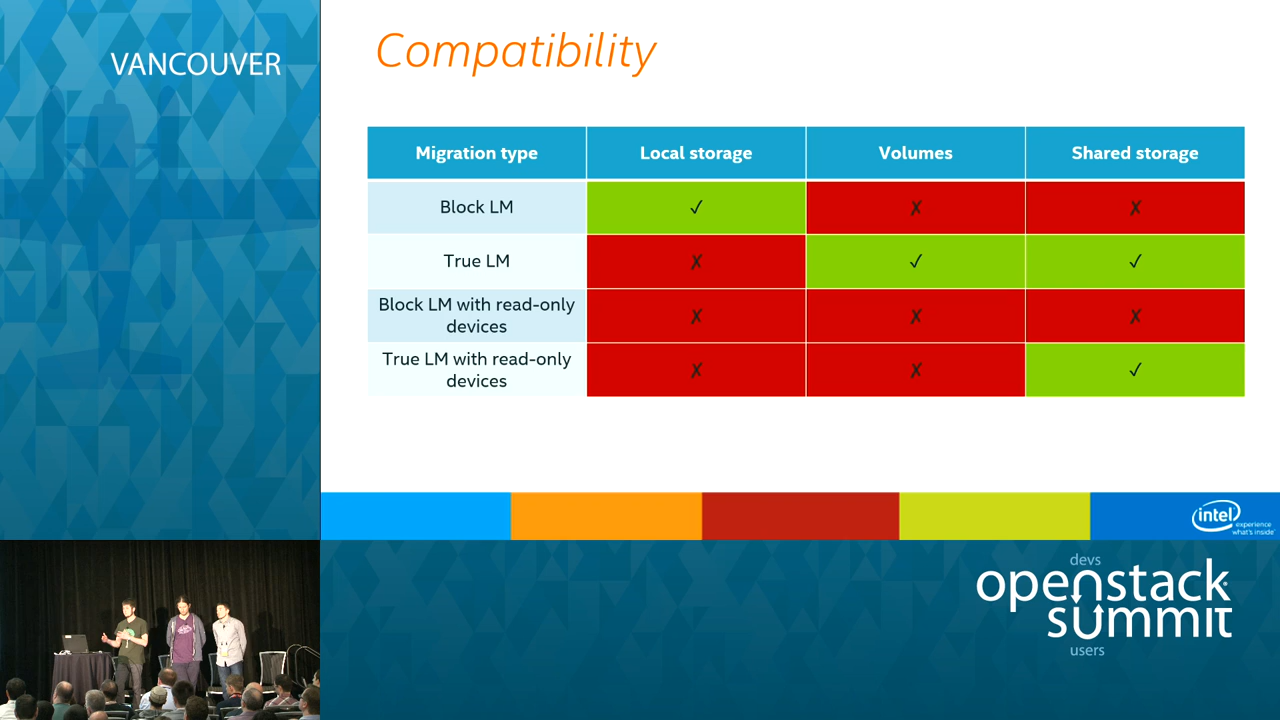 VANCOUVER
Compatibility
Migration type Local storage Volumes Shared storage
Block LM ✓ ✗ ✗
True LM ✗ ✓ ✓
Block LM with read-only
devices ✗ ✗ ✗
True LM with read-only
devices ✗ ✗ ✓
intel experience
what's inside
devs
openstack
summit
users